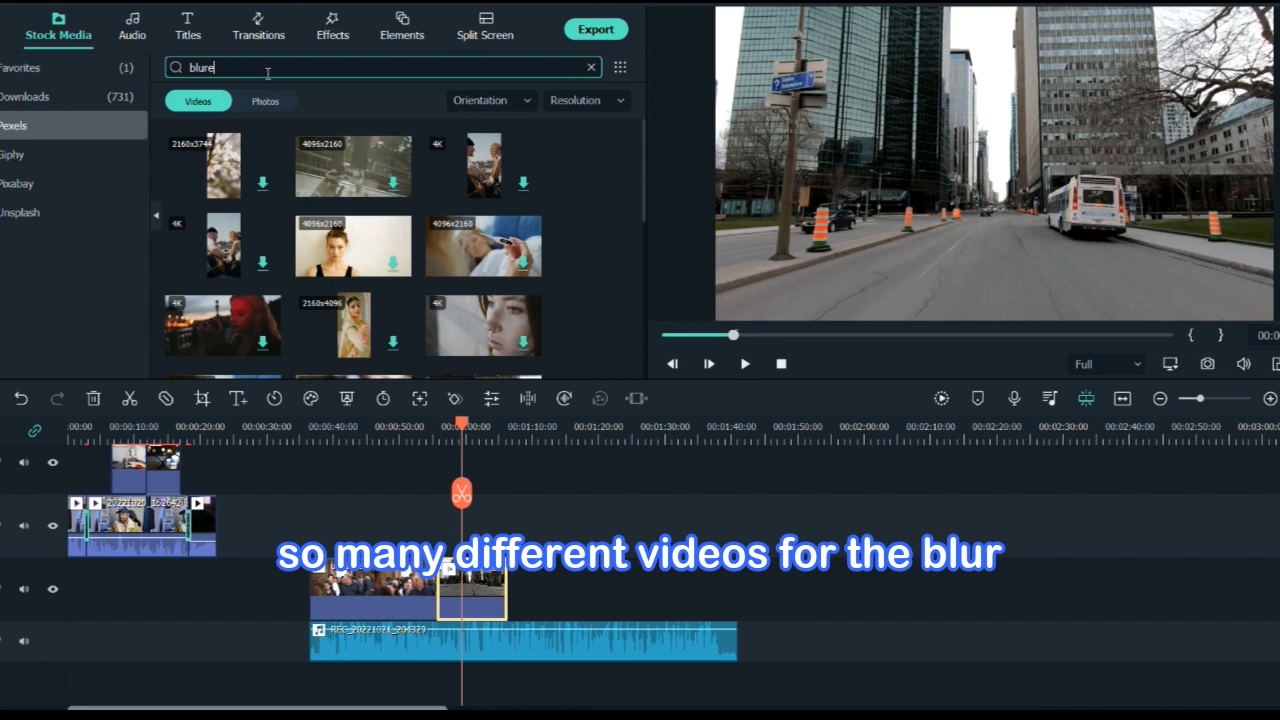 Stock Media
Audio
Titles
Transitions
Effects
Elements
Split Screen
Export
Favorites (1)
Downloads (731)
Pexels
Giphy
Pixabay
Unsplash
blure
Videos
Photos
Orientation
Resolution
2160x3744
4096x2160
4K
4K
4096x2160
4096x2160
4K
2160x4096
4K
Full
00:0
:00:00 00:00:10:00 00:00:20:00 00:00:30:00 00:00:40:00 00:00:50:00 00:01:10:00 00:01:20:00 00:01:30:00 00:01:40:00 00:01:50:00 00:02:00:00 00:02:10:00 00:02:20:00 00:02:30:00 00:02:40:00 00:02:50:00 00:03:00:0
so many different videos for the blur
REC_20221021_204329